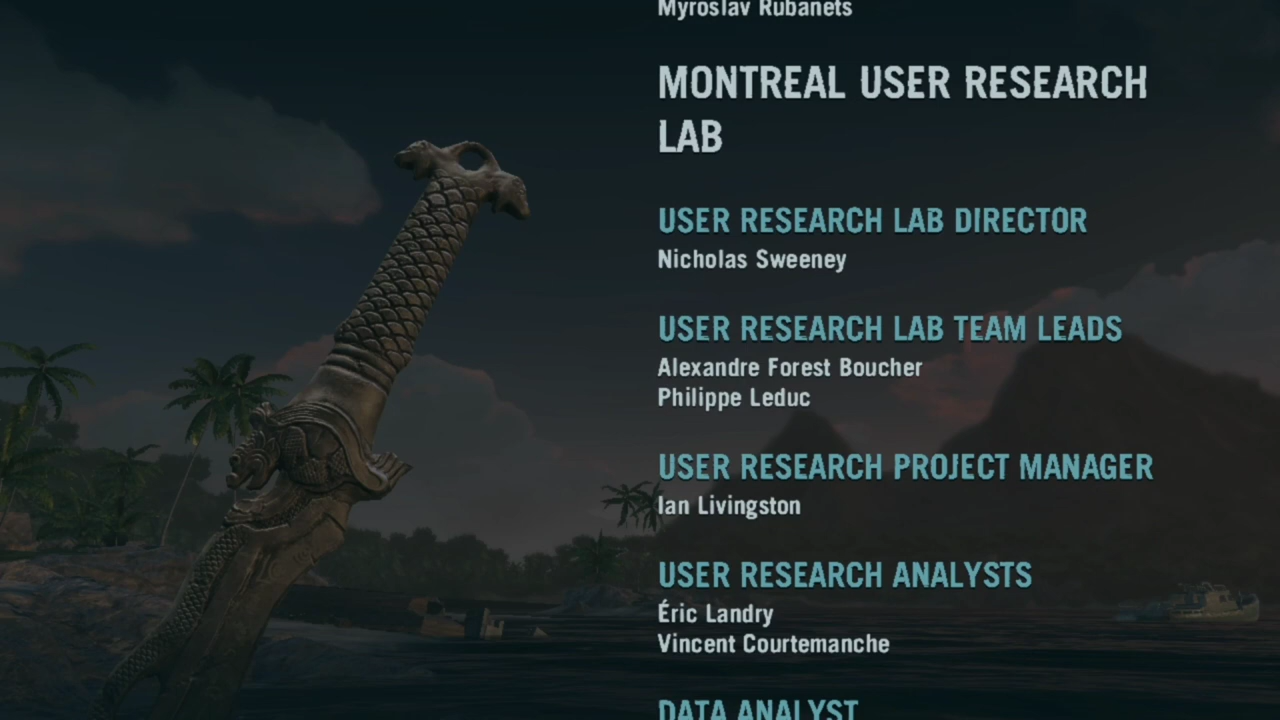 Myroslav Rubanets
MONTREAL USER RESEARCH
LAB
USER RESEARCH LAB DIRECTOR
Nicholas Sweeney
USER RESEARCH LAB TEAM LEADS
Alexandre Forest Boucher
Philippe Leduc
USER RESEARCH PROJECT MANAGER
Ian Livingston
USER RESEARCH ANALYSTS
Éric Landry
Vincent Courtemanche
DATA ANALYST